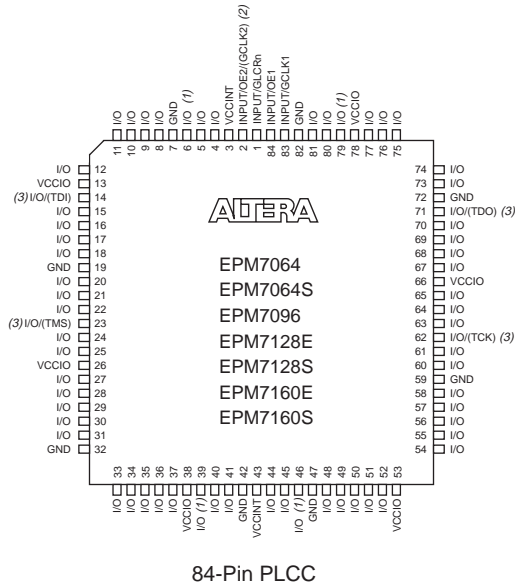 I/O
I/O
I/O
I/O
GND
I/O (1)
I/O
I/O
VCCINT
INPUT/OE2/(GCLK2) (2)
INPUT/GLCRn
INPUT/OE1
INPUT/GCLK1
GND
I/O
I/O
I/O (1)
VCCIO
I/O
I/O
I/O
11 10 9 8 7 6 5 4 3 2 1 84 83 82 81 80 79 78 77 76 75
I/O 12
VCCIO 13
(3) I/O/(TDI) 14
I/O 15
I/O 16
I/O 17
I/O 18
GND 19
I/O 20
I/O 21
I/O 22
(3) I/O/(TMS) 23
I/O 24
I/O 25
VCCIO 26
I/O 27
I/O 28
I/O 29
I/O 30
I/O 31
GND 32
ALTERA
EPM7064
EPM7064S
EPM7096
EPM7128E
EPM7128S
EPM7160E
EPM7160S
74 I/O
73 I/O
72 GND
71 I/O/(TDO) (3)
70 I/O
69 I/O
68 I/O
67 I/O
66 VCCIO
65 I/O
64 I/O
63 I/O
62 I/O/(TCK) (3)
61 I/O
60 I/O
59 GND
58 I/O
57 I/O
56 I/O
55 I/O
54 I/O
33 34 35 36 37 38 39 40 41 42 43 44 45 46 47 48 49 50 51 52 53
I/O
I/O
I/O
I/O
I/O
VCCIO
I/O (1)
I/O
I/O
GND
VCCINT
I/O
I/O
I/O (1)
GND
I/O
I/O
I/O
I/O
I/O
VCCIO
84-Pin PLCC